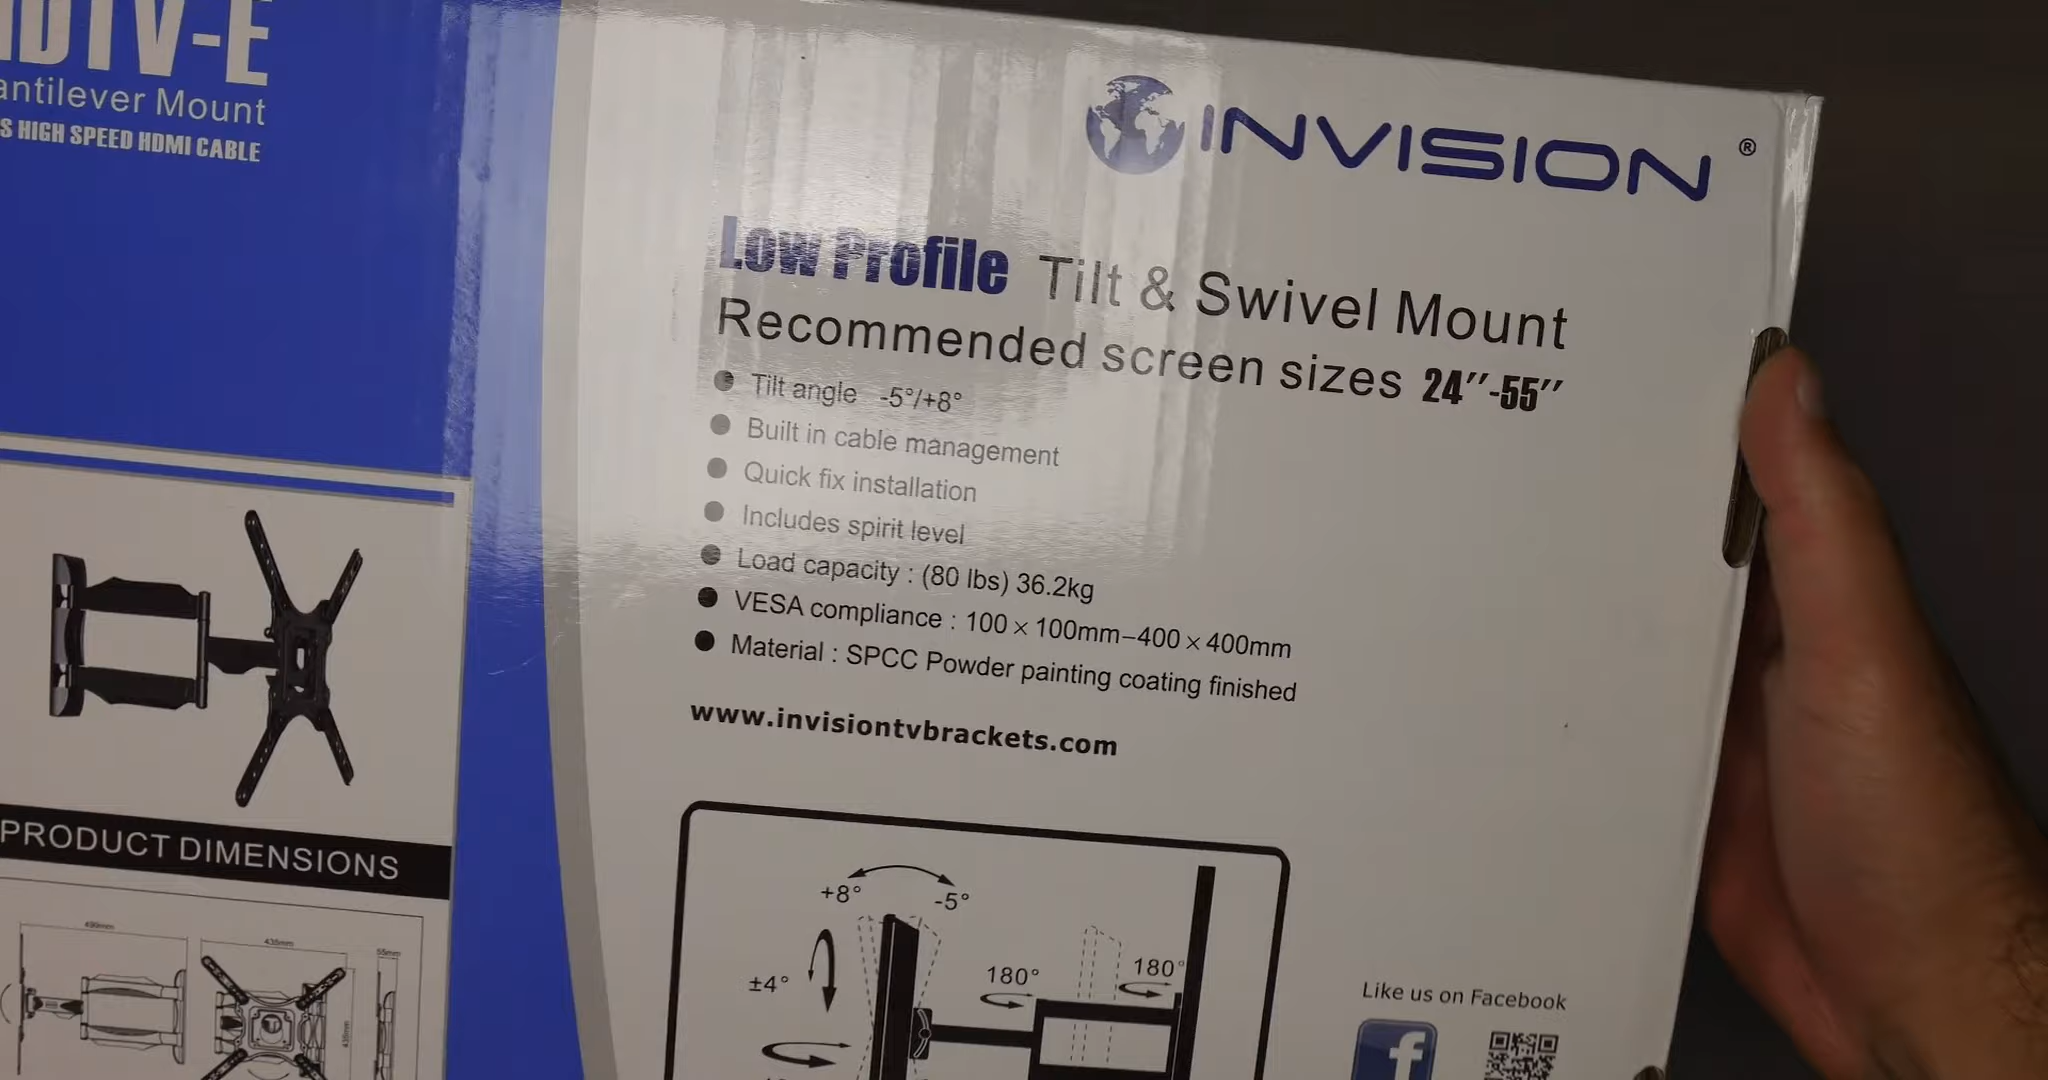 HDTV-E
antilever Mount
S HIGH SPEED HDMI CABLE
INVISION ®
Low Profile Tilt & Swivel Mount
Recommended screen sizes 24''-55''
Tilt angle -5°/+8°
Built in cable management
Quick fix installation
Includes spirit level
Load capacity : (80 lbs) 36.2kg
VESA compliance : 100 × 100mm–400 × 400mm
Material : SPCC Powder painting coating finished
www.invisiontvbrackets.com
PRODUCT DIMENSIONS
435mm
55mm
435mm
+8° -5°
±4°
180° 180°
Like us on Facebook
f